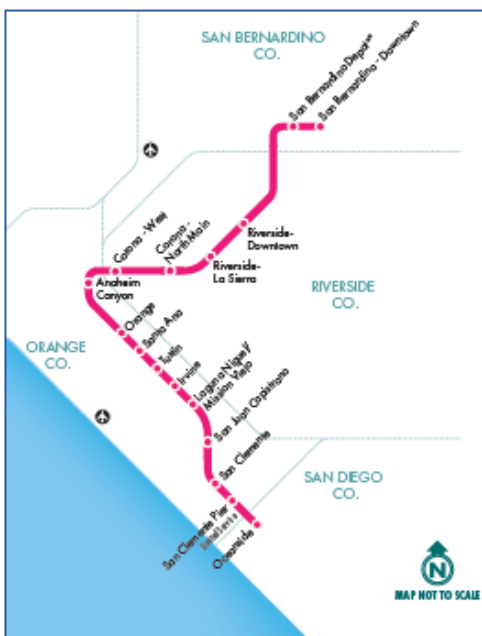 SAN BERNARDINO
CO.
San Bernardino Depot**
San Bernardino - Downtown
Riverside-
Downtown
Corona - West
Corona -
North Main
Riverside-
La Sierra
Anaheim
Canyon
RIVERSIDE
CO.
ORANGE
CO.
Orange
Santa Ana
Tustin
Irvine
Laguna Niguel/
Mission Viejo
San Juan Capistrano
San Clemente
SAN DIEGO
CO.
San Clemente Pier
Oceanside
N
MAP NOT TO SCALE